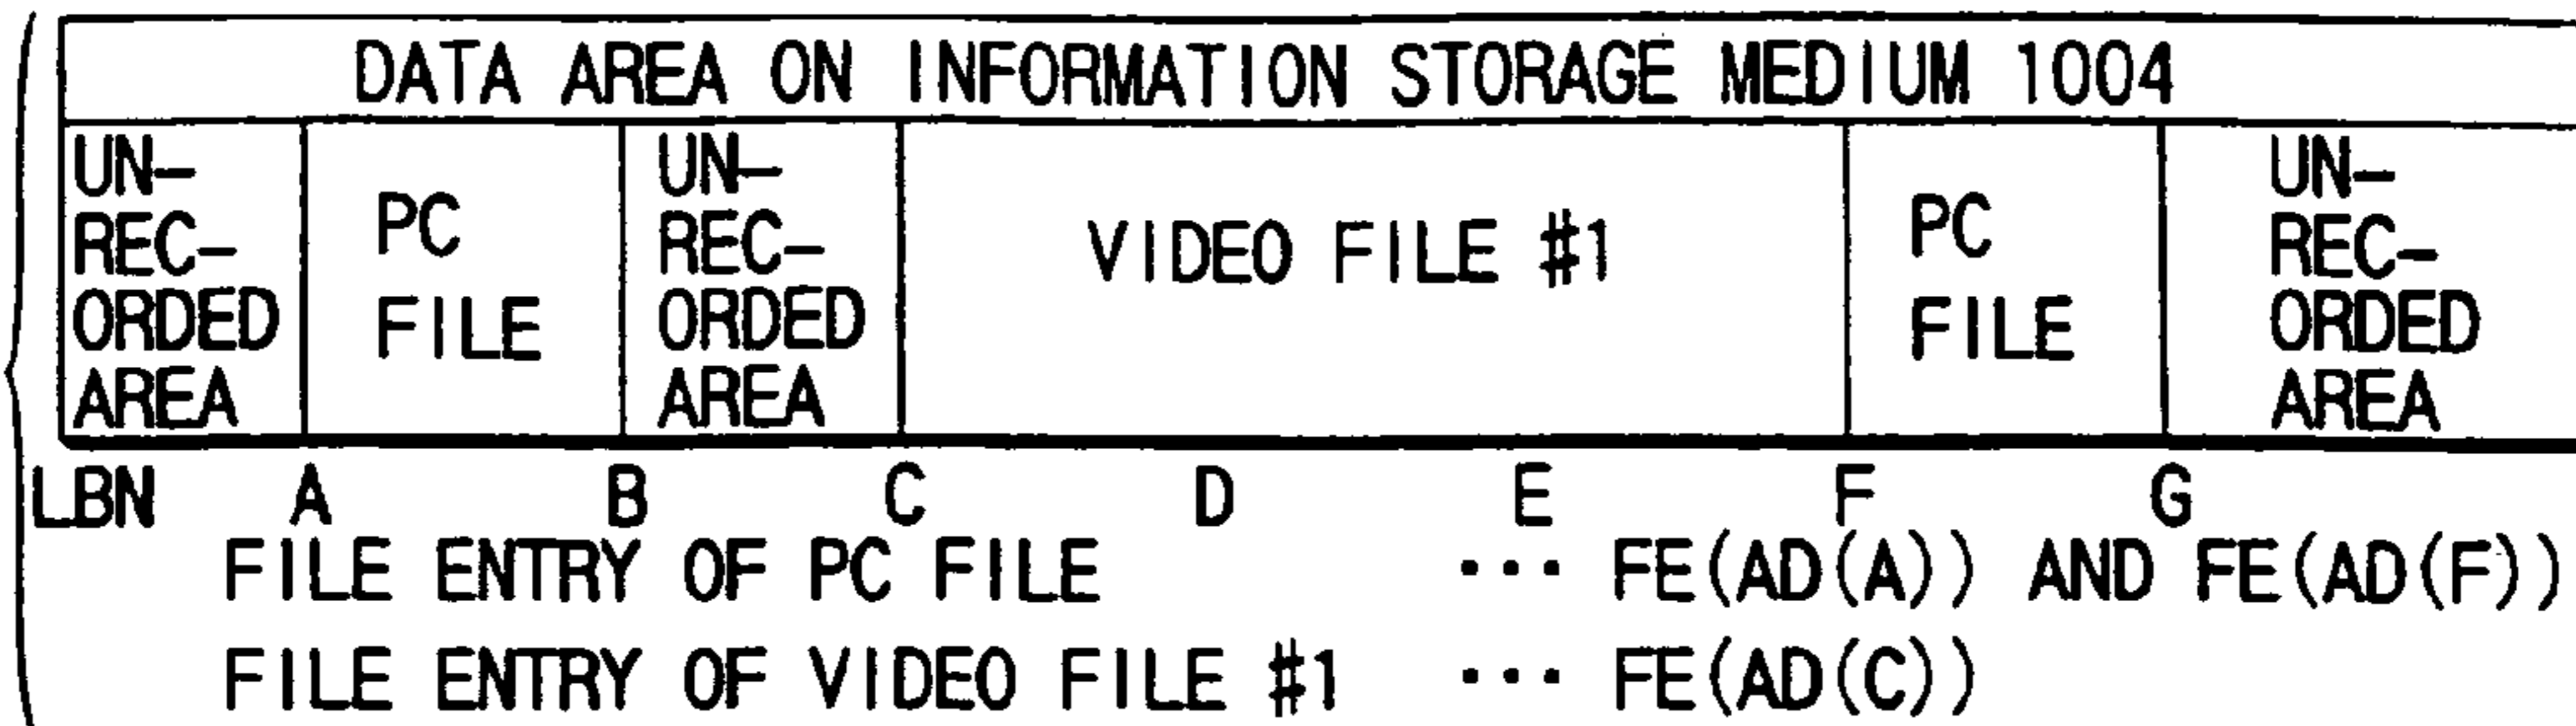 DATA AREA ON INFORMATION STORAGE MEDIUM 1004
UN-
REC-
ORDED
AREA
PC
FILE
UN-
REC-
ORDED
AREA
VIDEO FILE #1
PC
FILE
UN-
REC-
ORDED
AREA
LBN A B C D E F G
FILE ENTRY OF PC FILE ··· FE(AD(A)) AND FE(AD(F))
FILE ENTRY OF VIDEO FILE #1 ··· FE(AD(C))